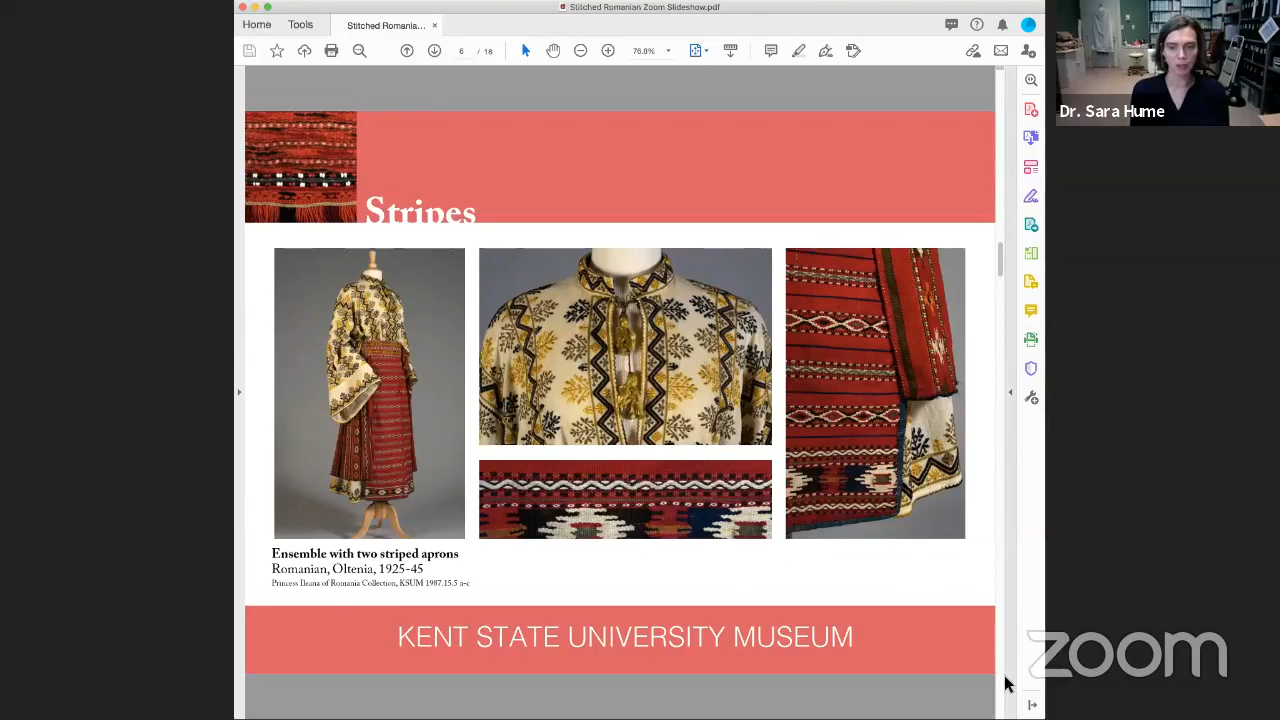 Stitched Romanian Zoom Slideshow.pdf
Home
Tools
Stitched Romania...
6 / 18
76.8%
Dr. Sara Hume
Stripes
Ensemble with two striped aprons
Romanian, Oltenia, 1925-45
Princess Ileana of Romania Collection, KSUM 1987.15.5 a-c
KENT STATE UNIVERSITY MUSEUM
zoom